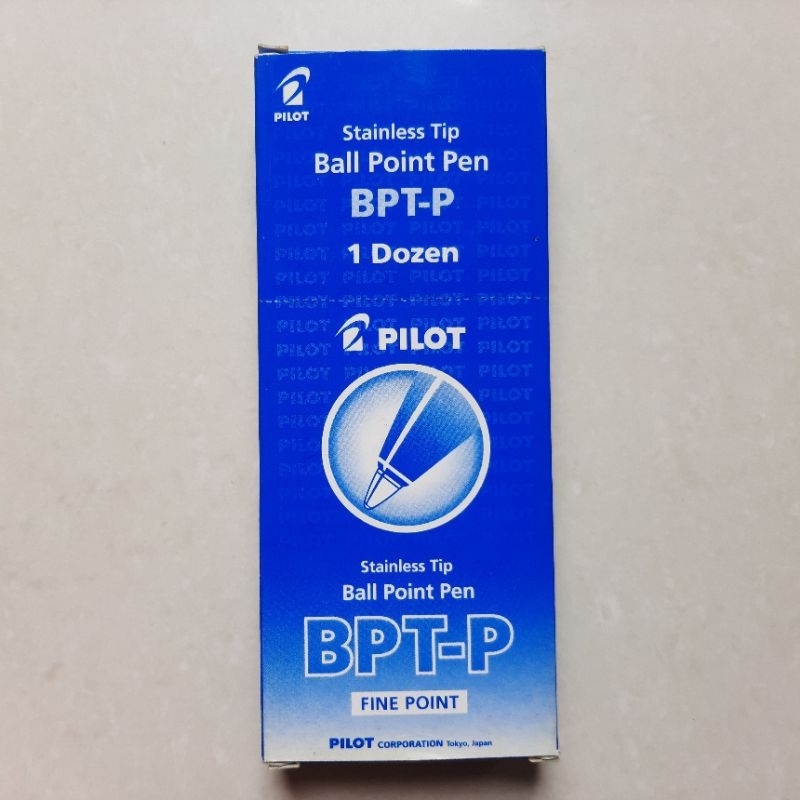 PILOT
Stainless Tip
Ball Point Pen
BPT-P
1 Dozen
PILOT
Stainless Tip
Ball Point Pen
BPT-P
FINE POINT
PILOT CORPORATION Tokyo, Japan